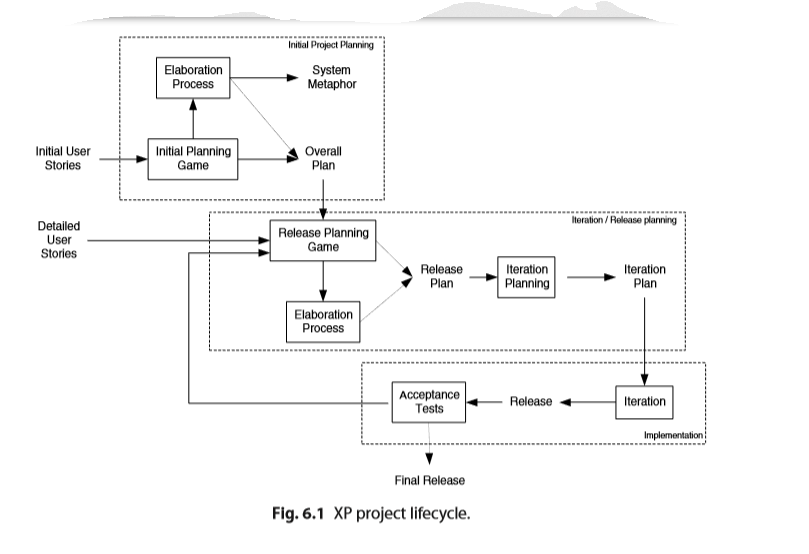 Initial Project Planning
Elaboration
Process
System
Metaphor
Initial User
Stories
Initial Planning
Game
Overall
Plan
Iteration / Release planning
Detailed
User
Stories
Release Planning
Game
Release
Plan
Iteration
Planning
Iteration
Plan
Elaboration
Process
Acceptance
Tests
Release
Iteration
Implementation
Final Release
Fig. 6.1 XP project lifecycle.